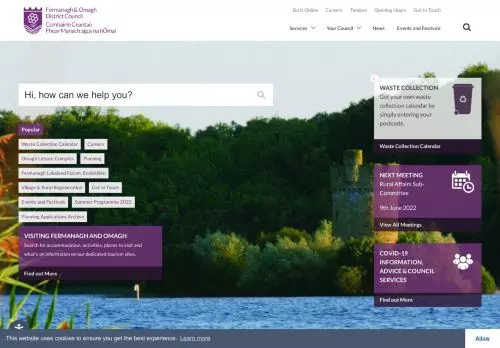 Fermanagh & Omagh
District Council
Comhairle Ceantair
Fhear Manach agus na hÓmaí
Do It Online
Careers
Tenders
Opening Hours
Get In Touch
Services
Your Council
News
Events and Festivals
Hi, how can we help you?
Popular
Waste Collection Calendar
Careers
Omagh Leisure Complex
Planning
Fermanagh Lakeland Forum: Enniskillen
Village & Rural Regeneration
Get In Touch
Events and Festivals
Summer Programme 2022
Planning Applications Archive
VISITING FERMANAGH AND OMAGH
Search for accommodation, activities, places to visit and
what's on information on our dedicated tourism sites.
Find out More
WASTE COLLECTION
Get your own waste
collection calendar by
simply entering your
postcode.
Waste Collection Calendar
NEXT MEETING
Rural Affairs Sub-
Committee
9th June 2022
View All Meetings
COVID-19
INFORMATION,
ADVICE & COUNCIL
SERVICES
Find out More
This website uses cookies to ensure you get the best experience. Learn more
Allow